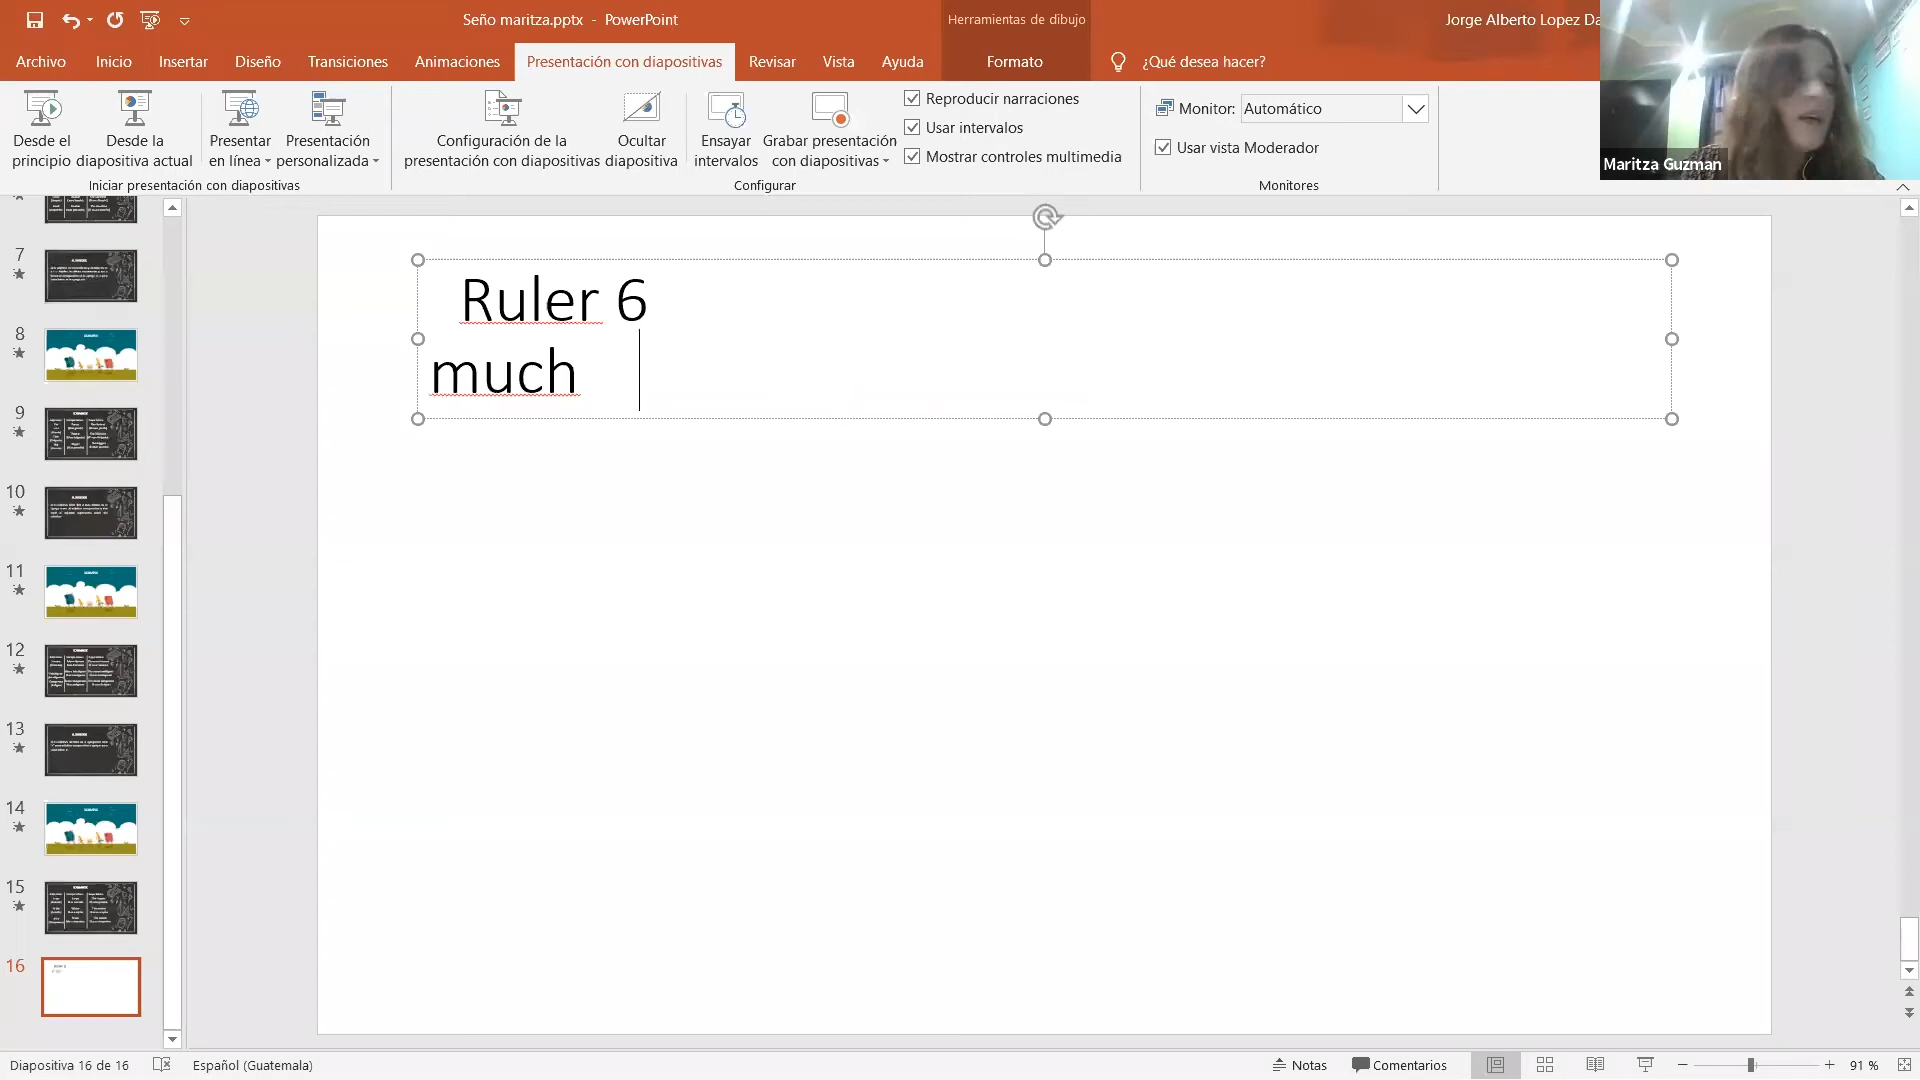 Seño maritza.pptx - PowerPoint
Herramientas de dibujo
Jorge Alberto Lopez Da
Archivo
Inicio
Insertar
Diseño
Transiciones
Animaciones
Presentación con diapositivas
Revisar
Vista
Ayuda
Formato
¿Qué desea hacer?
Desde el principio
Desde la diapositiva actual
Presentar en línea
Presentación personalizada
Configuración de la presentación con diapositivas
Ocultar diapositiva
Ensayar intervalos
Grabar presentación con diapositivas
Reproducir narraciones
Usar intervalos
Mostrar controles multimedia
Monitor: Automático
Usar vista Moderador
Iniciar presentación con diapositivas
Configurar
Monitores
Maritza Guzman
7
8
9
10
11
12
13
14
15
16
Ruler 6
much
Diapositiva 16 de 16
Español (Guatemala)
Notas
Comentarios
91 %